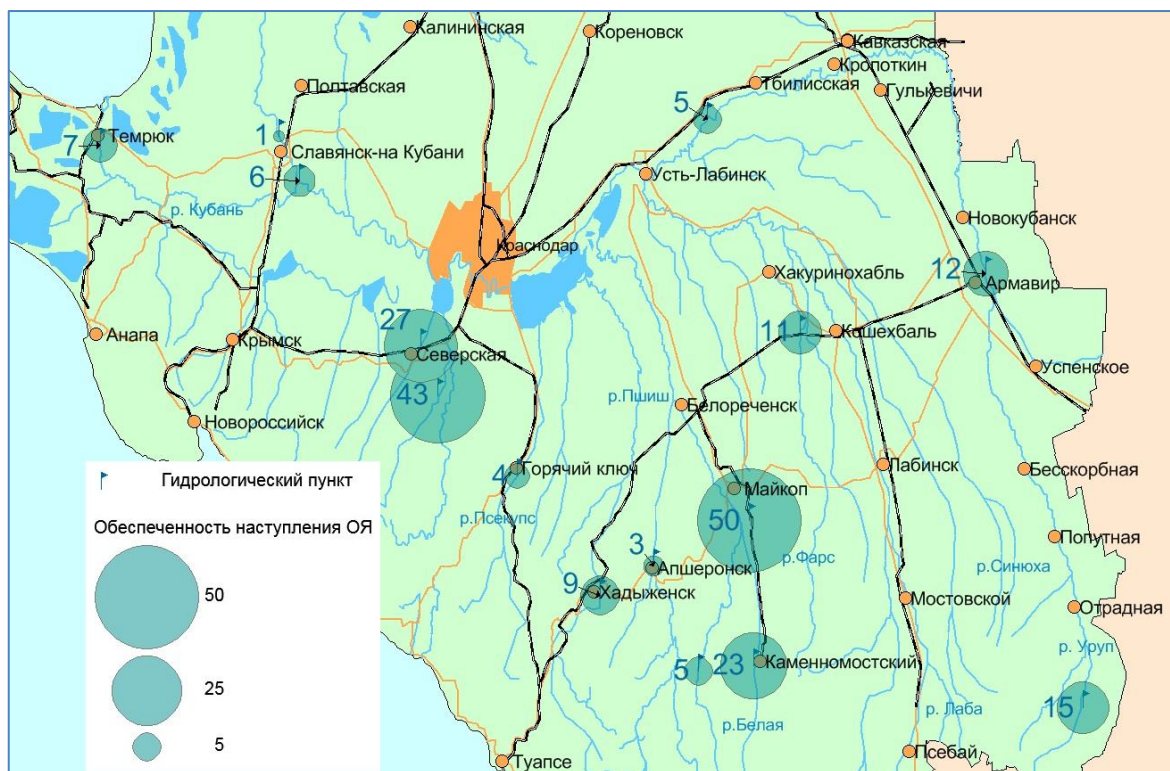 Калининская
Кореновск
Кавказская
Кропоткин
Тбилисская
Гулькевичи
Полтавская
5
Темрюк
7
1
Славянск-на Кубани
6
Усть-Лабинск
р. Кубань
Новокубанск
Краснодар
Хакуринохабль
12
Армавир
27
11
Кошехбаль
Анапа
Крымск
Северская
Успенское
43
р.Пшиш
Белореченск
Новороссийск
4
Горячий ключ
Лабинск
Бесскорбная
Гидрологический пункт
Майкоп
Обеспеченность наступления ОЯ
р.Псекупс
50
Попутная
3
р.Фарс
Апшеронск
р.Синюха
50
9
Хадыженск
Мостовской
Отрадная
р. Уруп
5
23
Каменномостский
25
15
р.Белая
р. Лаба
5
Туапсе
Псебай